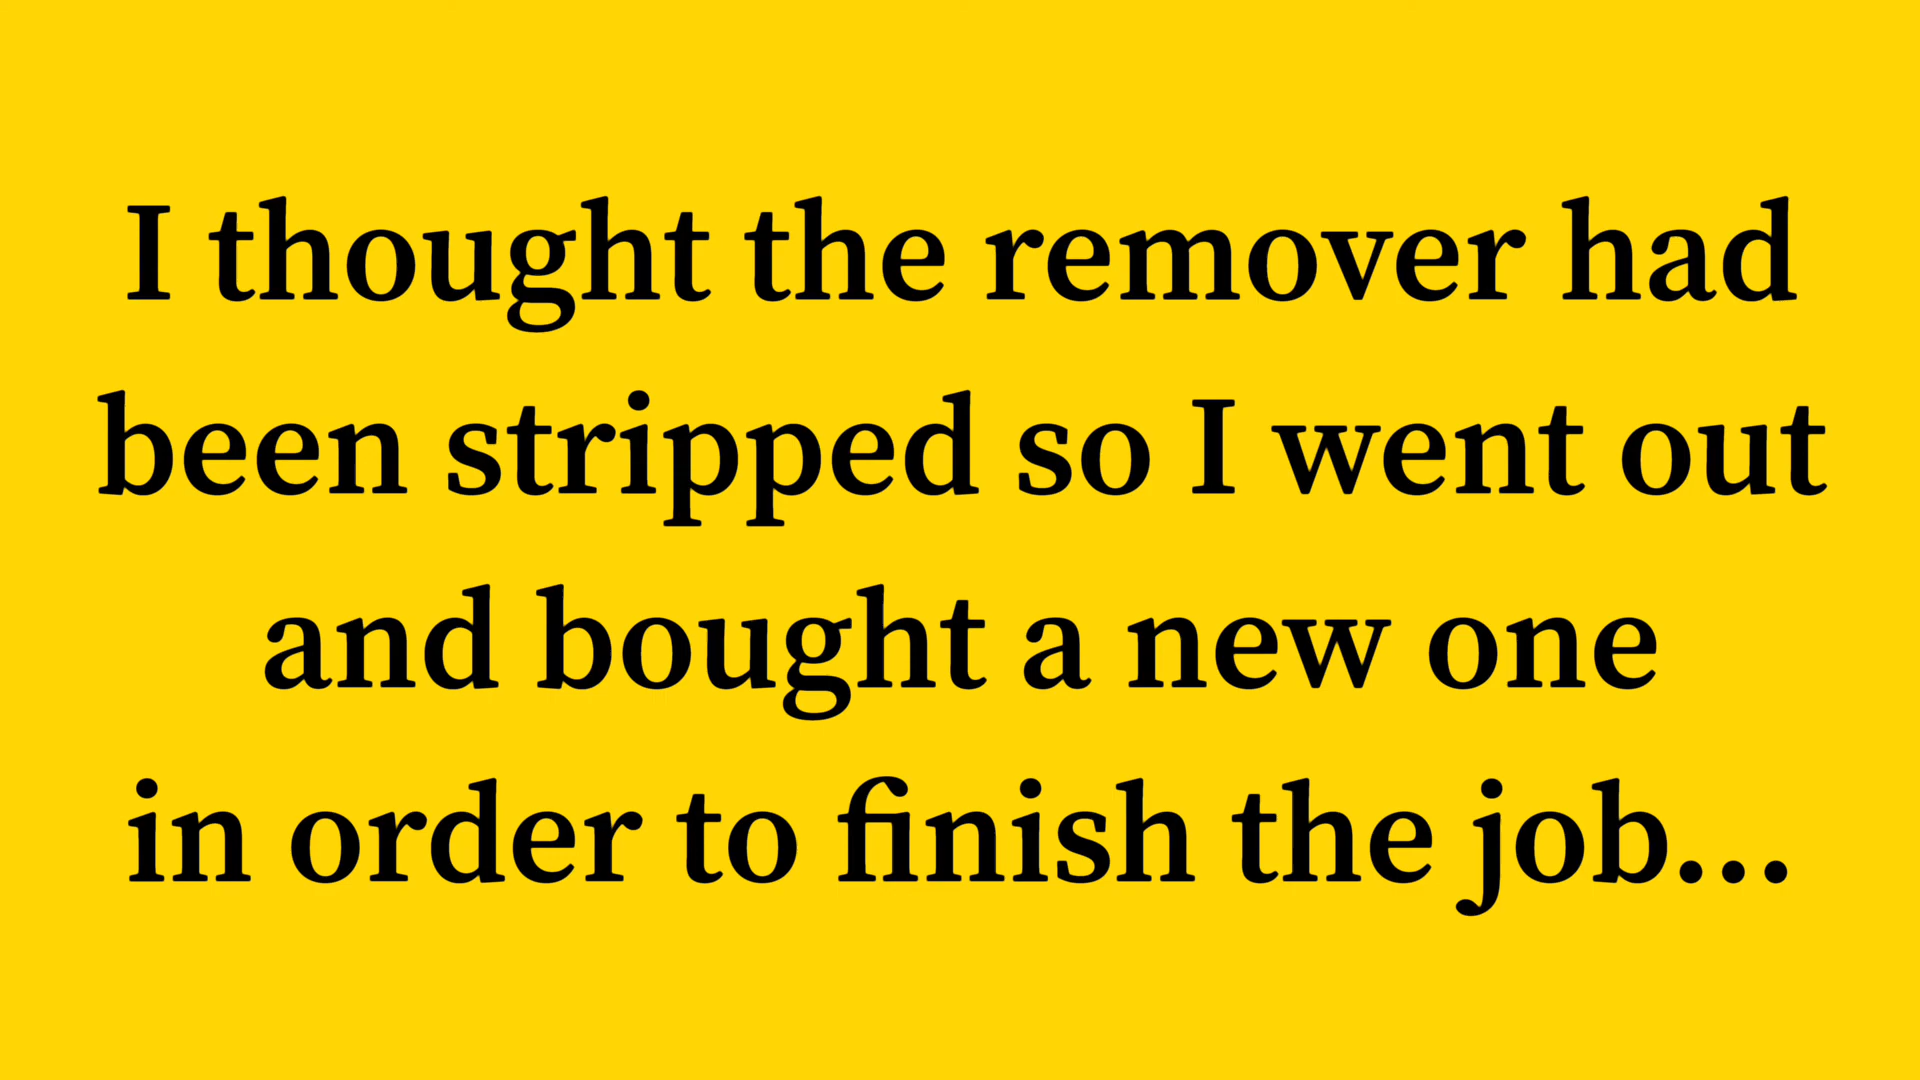 I thought the remover had
been stripped so I went out
and bought a new one
in order to finish the job...